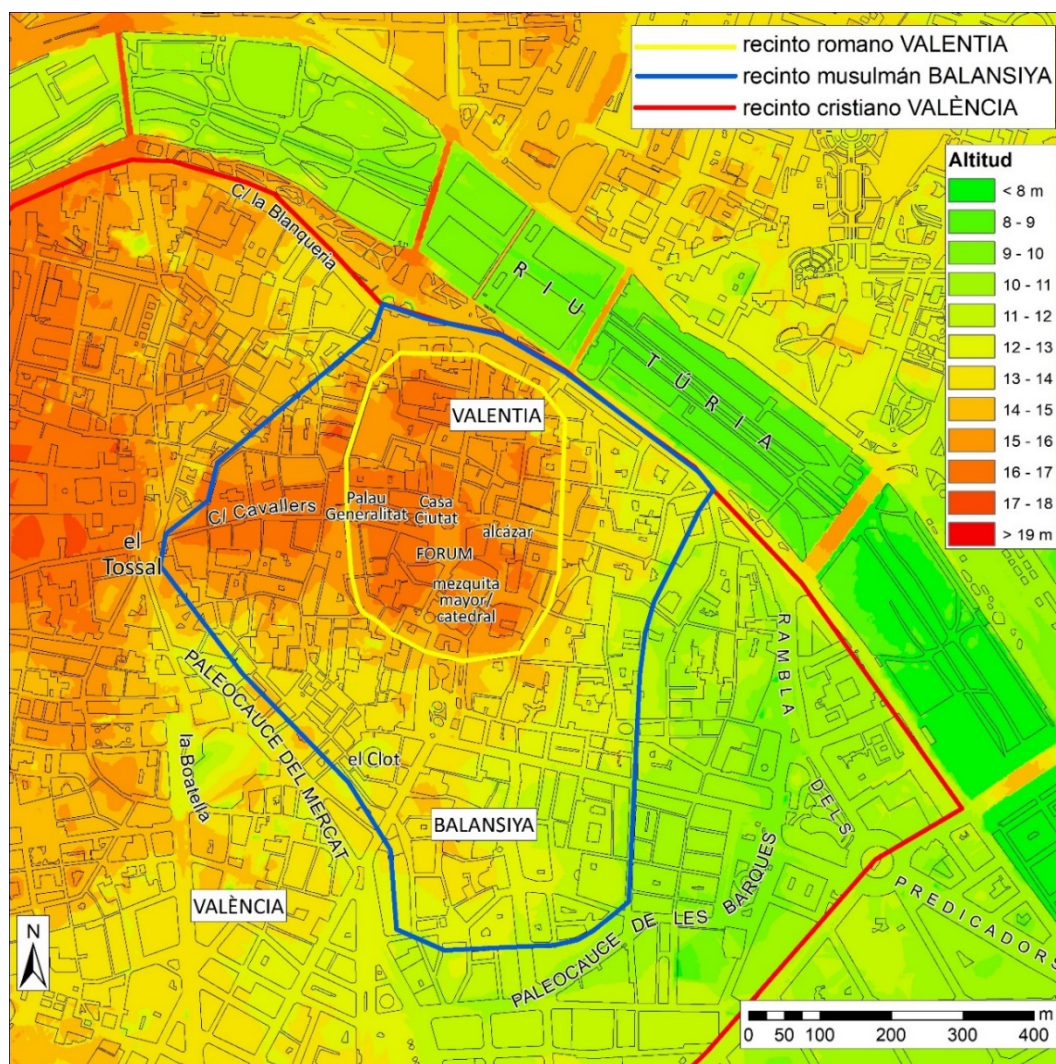 recinto romano VALENTIA
recinto musulmán BALANSIYA
recinto cristiano VALÈNCIA
Altitud
< 8 m
8 - 9
9 - 10
10 - 11
11 - 12
12 - 13
13 - 14
14 - 15
15 - 16
16 - 17
17 - 18
> 19 m
C/ la Blanqueria
RIU
TÚRIA
VALENTIA
C/ Cavallers
Palau
Generalitat
Casa
Ciutat
alcázar
FORUM
mezquita
mayor/
catedral
el
Tossal
PALEOCAUCE DEL MERCAT
la Boatella
el Clot
BALANSIYA
VALÈNCIA
PALEOCAUCE DE LES BARQUES
RAMBLA
DELS
PREDICADORS
N
m
0 50 100 200 300 400